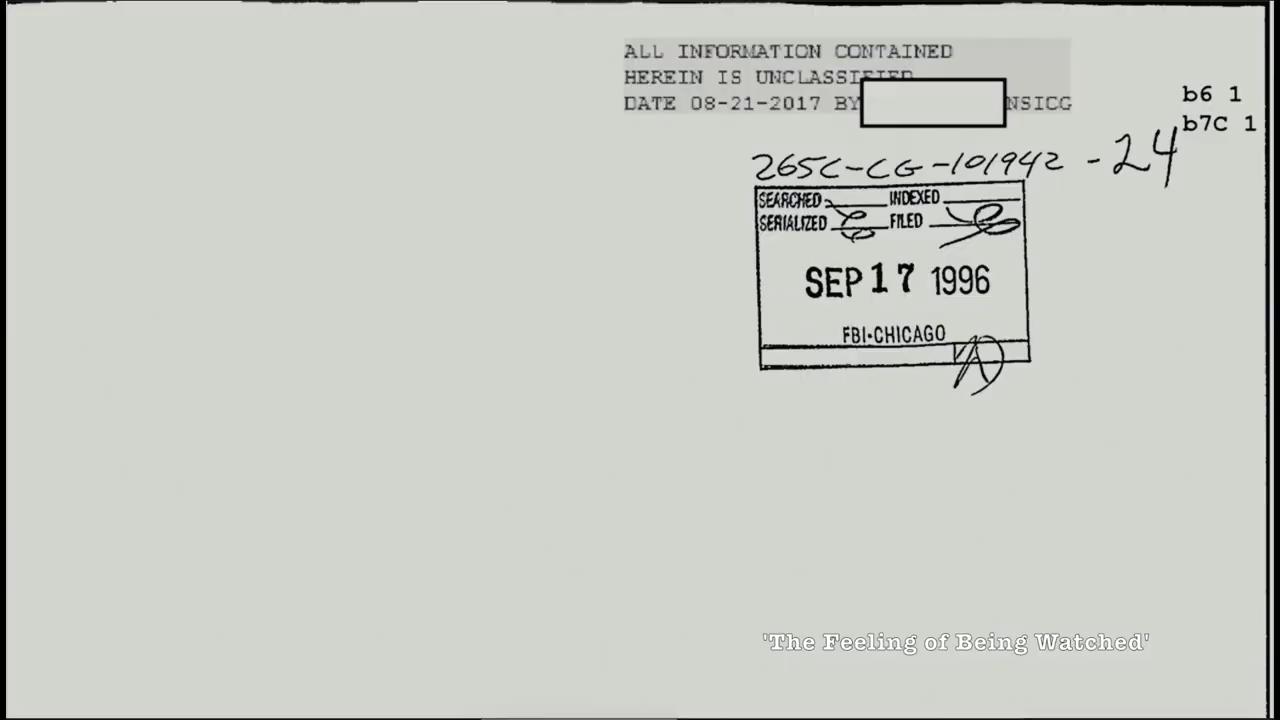 ALL INFORMATION CONTAINED
HEREIN IS UNCLASSIFIED
DATE 08-21-2017 BY NSICG
b6 1
b7C 1
265C-CG-101942 -24
SEARCHED INDEXED
SERIALIZED FILED
SEP 17 1996
FBI-CHICAGO
'The Feeling of Being Watched'